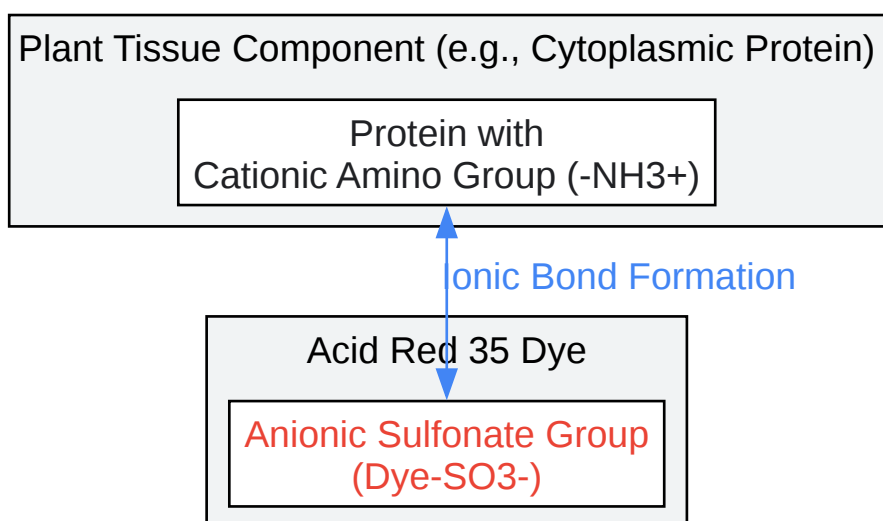 Plant Tissue Component (e.g., Cytoplasmic Protein)
Protein with
Cationic Amino Group (-NH3+)
Ionic Bond Formation
Acid Red 35 Dye
Anionic Sulfonate Group
(Dye-SO3-)